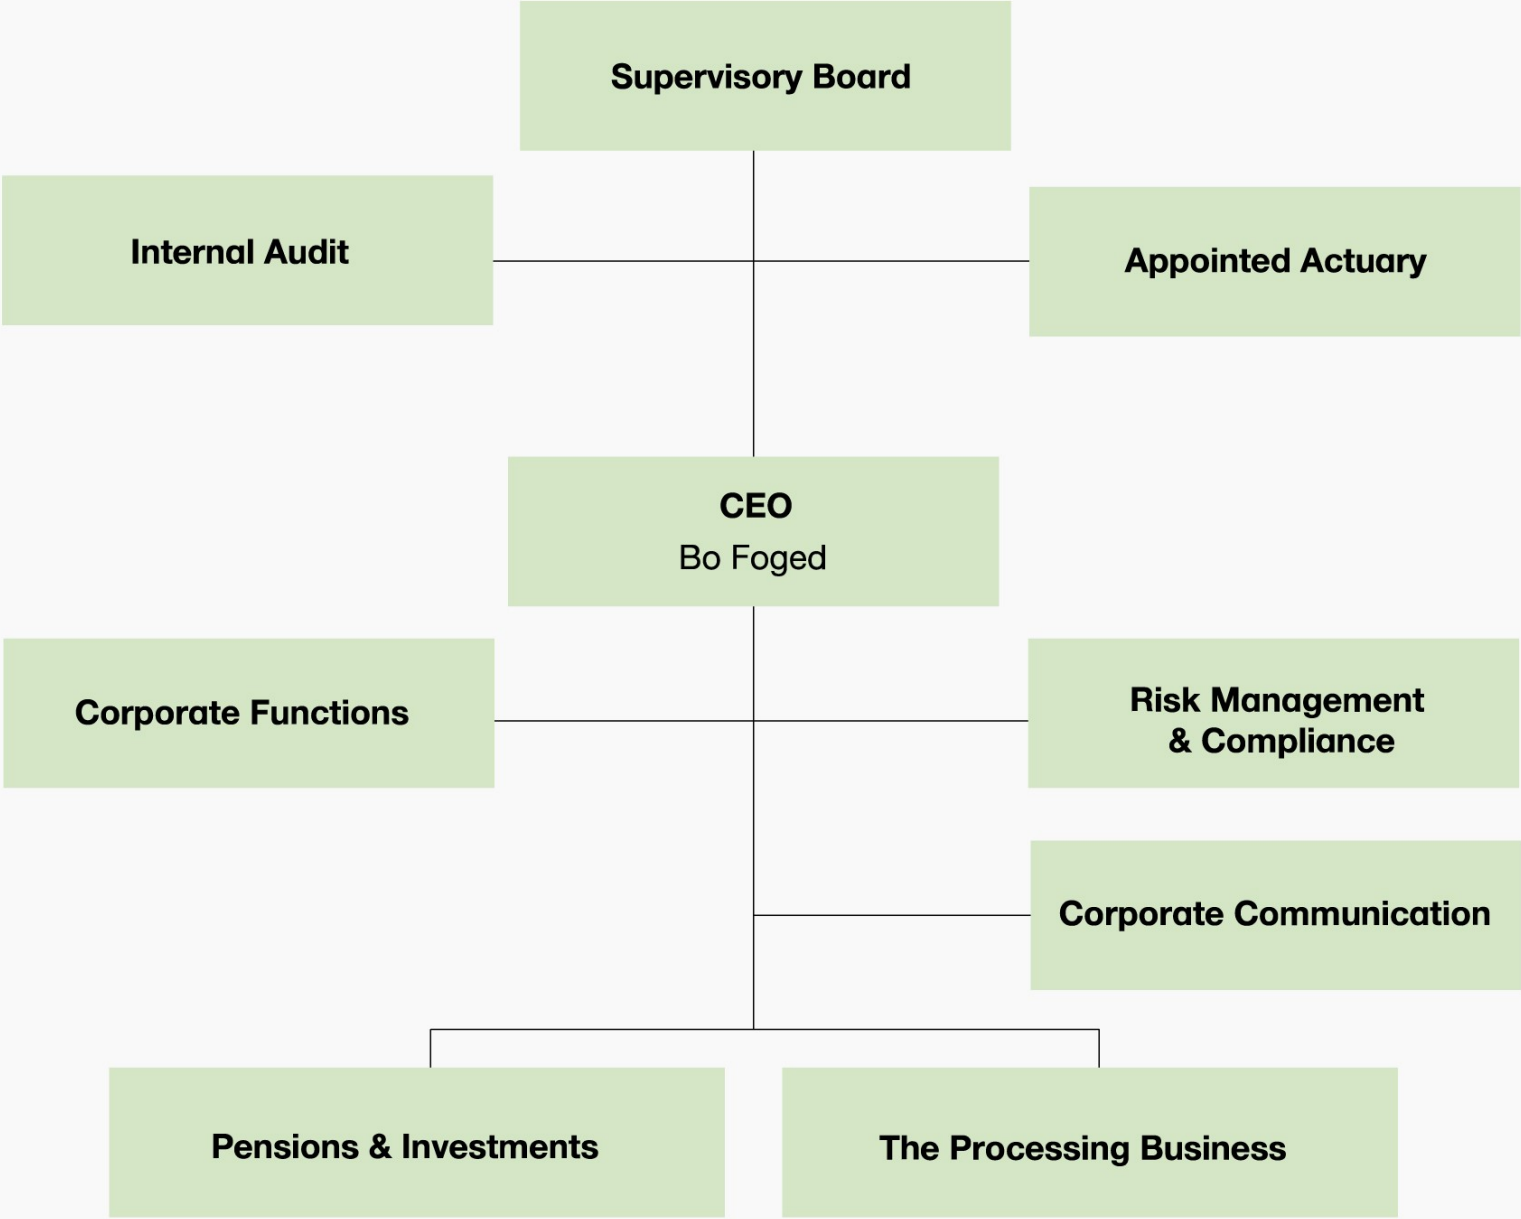 Supervisory Board
Internal Audit
Appointed Actuary
CEO
Bo Foged
Corporate Functions
Risk Management
& Compliance
Corporate Communication
Pensions & Investments
The Processing Business